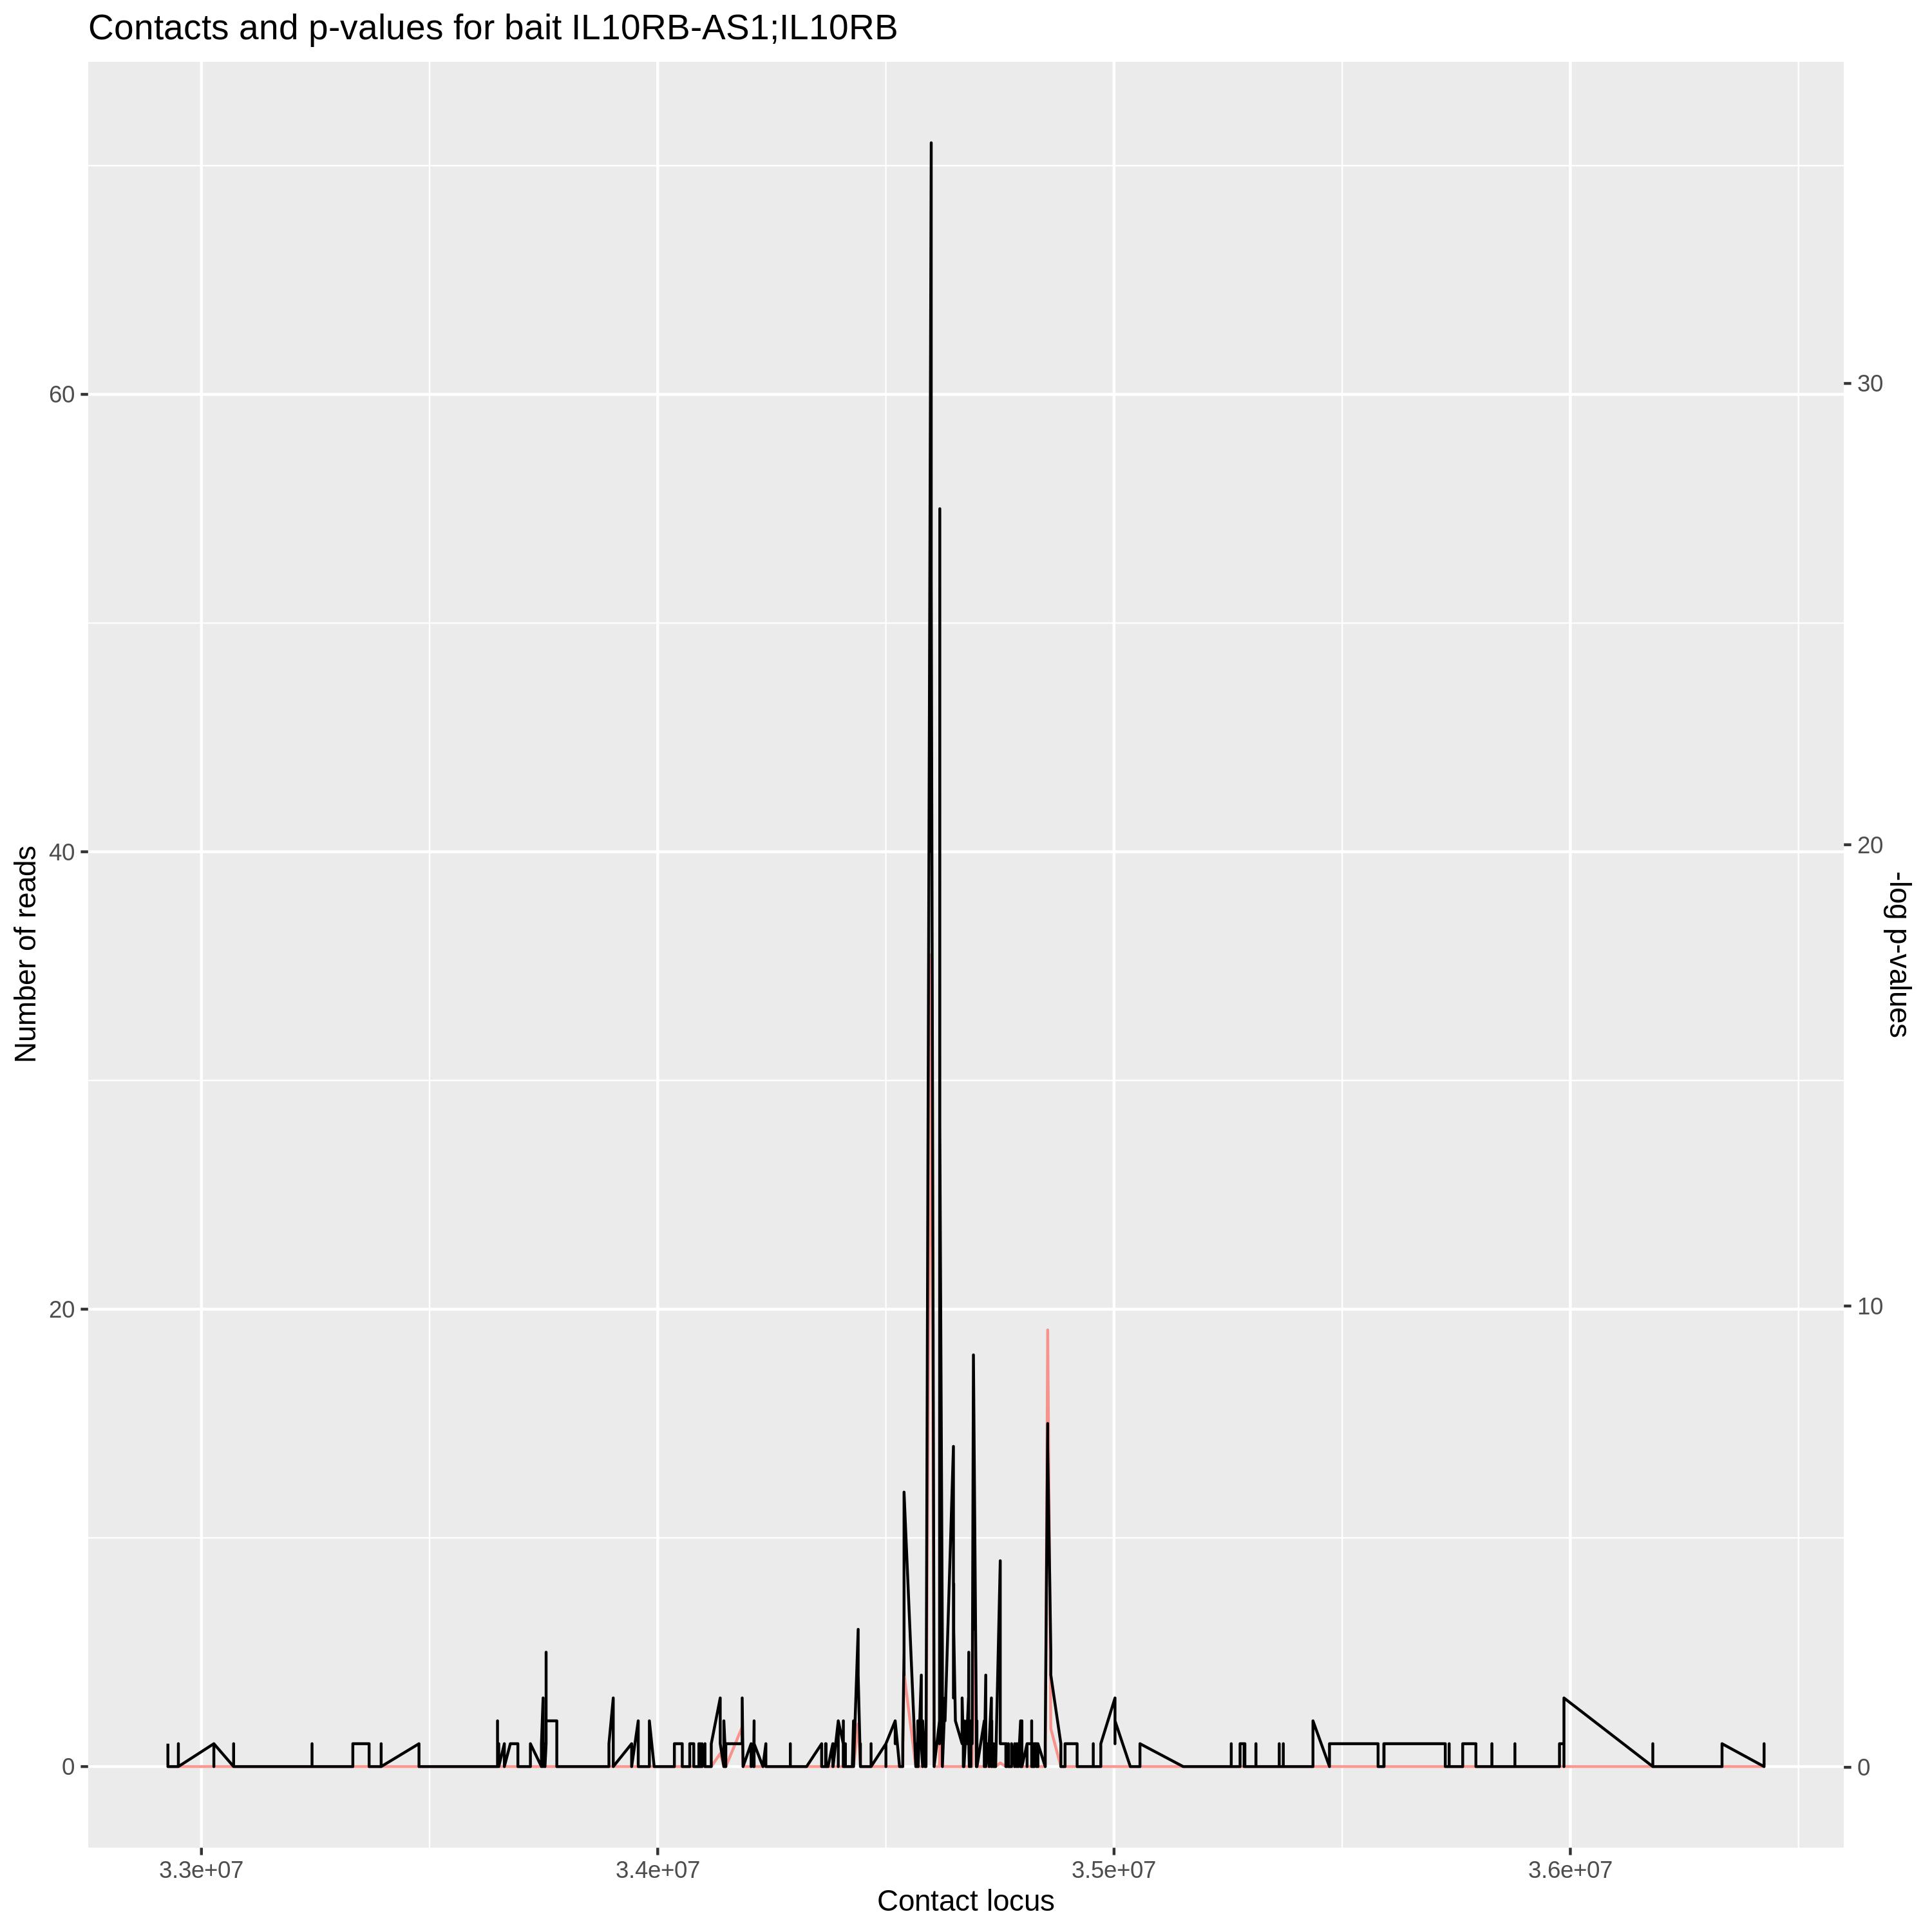 Contacts and p-values for bait IL10RB-AS1;IL10RB
Number of reads
60
40
20
0
30
20
10
0
-log p-values
3.3e+07 3.4e+07 3.5e+07 3.6e+07
Contact locus